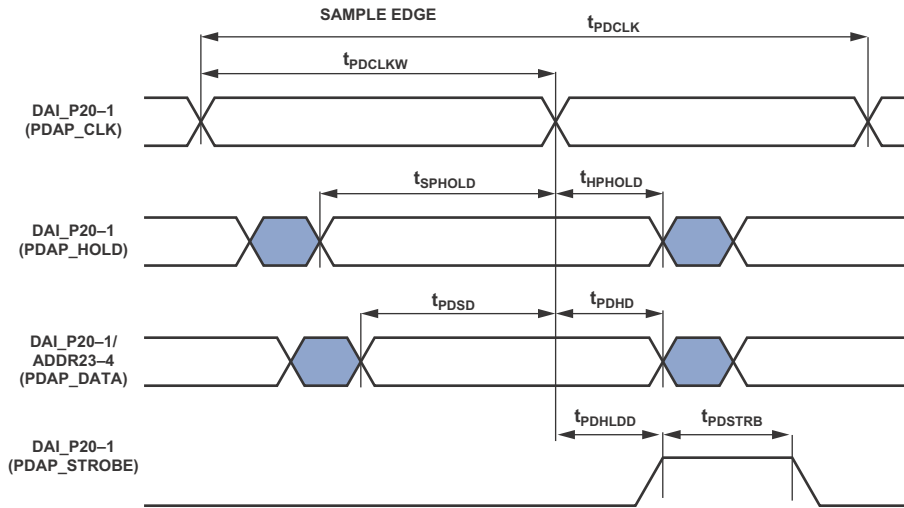 SAMPLE EDGE
tPDCLK
tPDCLKW
DAI_P20–1
(PDAP_CLK)
tSPHOLD
tHPHOLD
DAI_P20–1
(PDAP_HOLD)
tPDSD
tPDHD
DAI_P20–1/
ADDR23–4
(PDAP_DATA)
tPDHLDD
tPDSTRB
DAI_P20–1
(PDAP_STROBE)